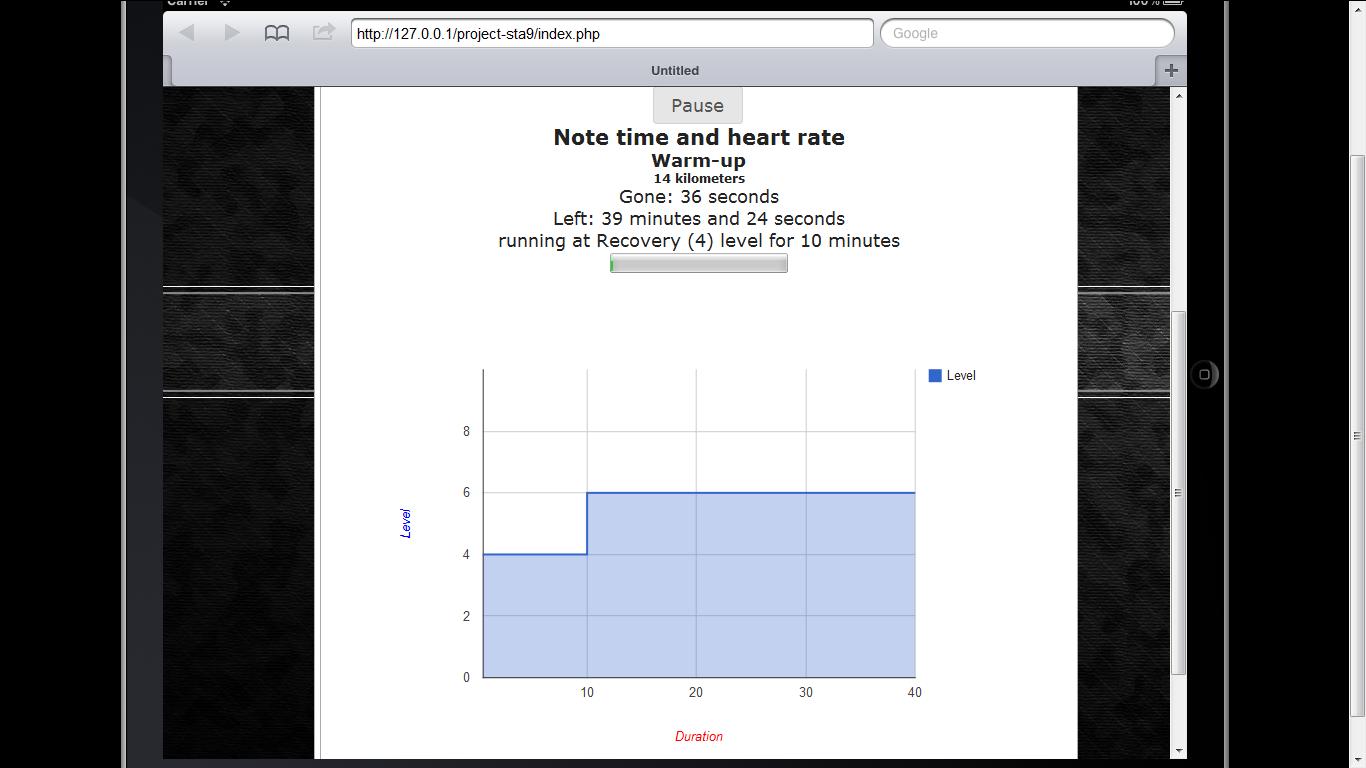 Carrier
100%
http://127.0.0.1/project-sta9/index.php
Google
Untitled
Pause
Note time and heart rate
Warm-up
14 kilometers
Gone: 36 seconds
Left: 39 minutes and 24 seconds
running at Recovery (4) level for 10 minutes
Level
8
6
4
2
0
Level
10 20 30 40
Duration